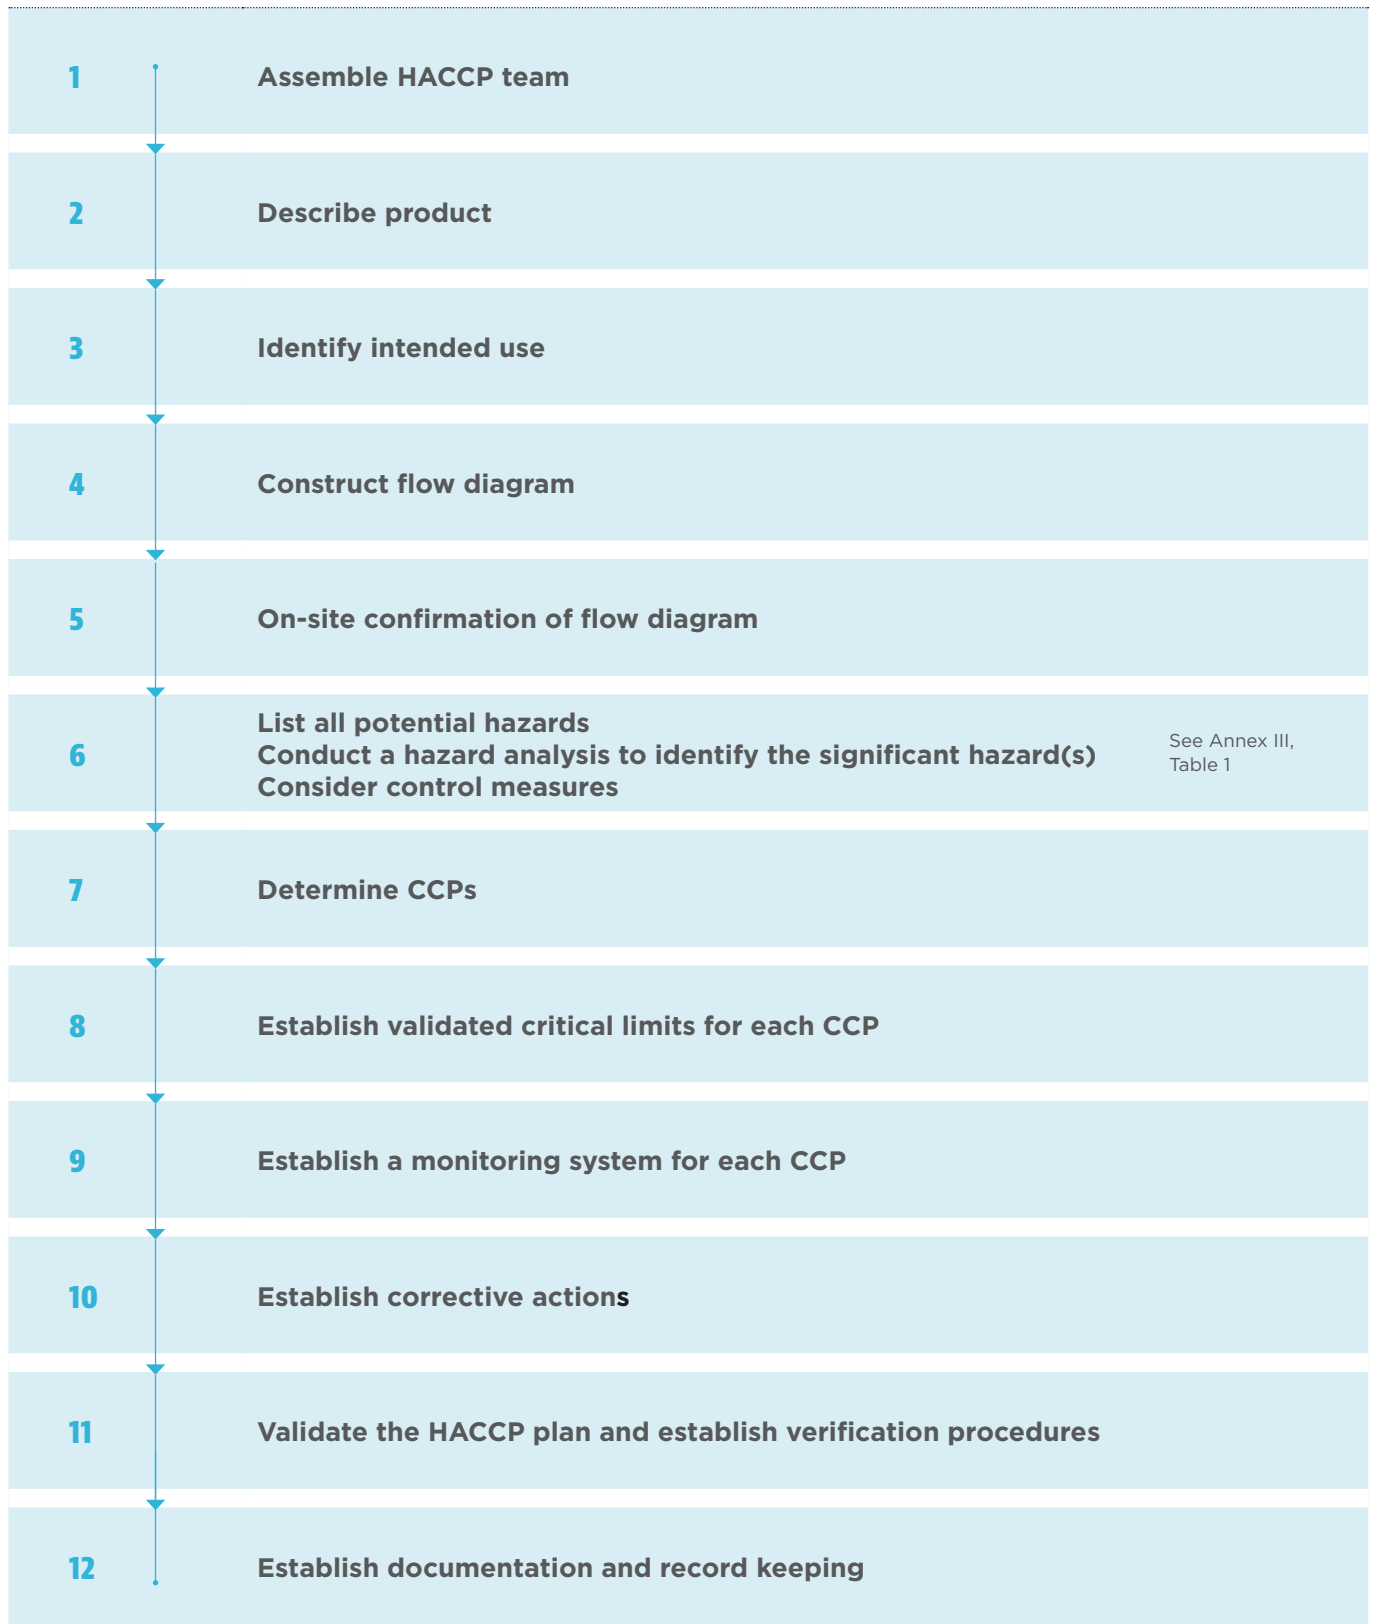 1 Assemble HACCP team
2 Describe product
3 Identify intended use
4 Construct flow diagram
5 On-site confirmation of flow diagram
List all potential hazards
6 Conduct a hazard analysis to identify the significant hazard(s)
Consider control measures
See Annex III,
Table 1
7 Determine CCPs
8 Establish validated critical limits for each CCP
9 Establish a monitoring system for each CCP
10 Establish corrective actions
11 Validate the HACCP plan and establish verification procedures
12 Establish documentation and record keeping